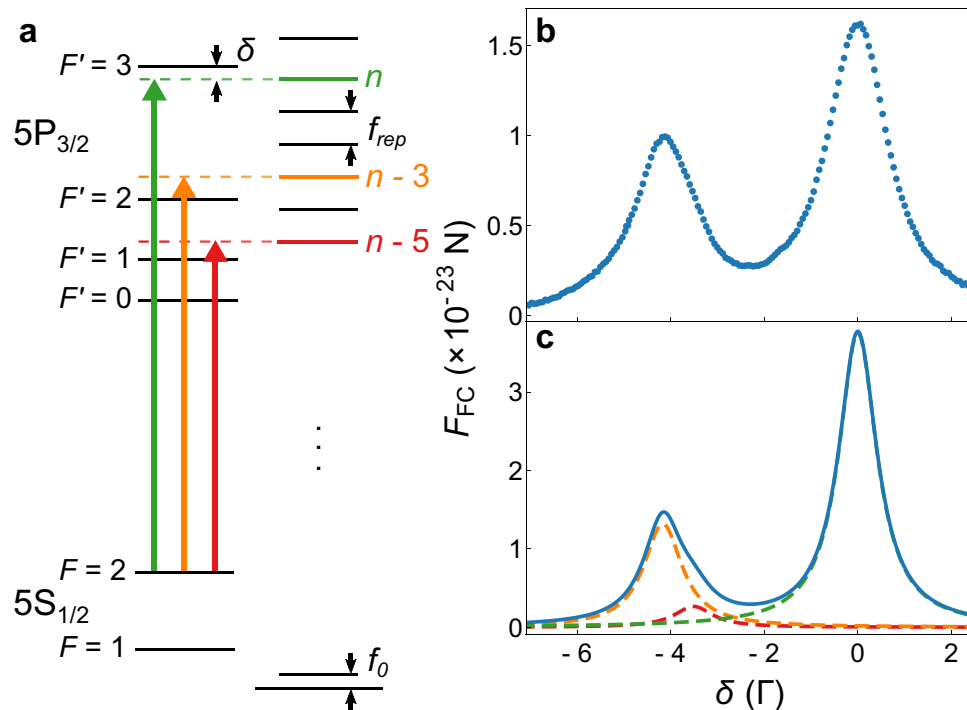 a
F′ = 3
δ
n
5P3/2
frep
n - 3
F′ = 2
n - 5
F′ = 1
F′ = 0
⋮
F = 2
5S1/2
F = 1
f0
b
1.5
1
0.5
0
FFC (×10⁻²³ N)
c
3
2
1
0
- 6
- 4
- 2
0
2
δ (Γ)